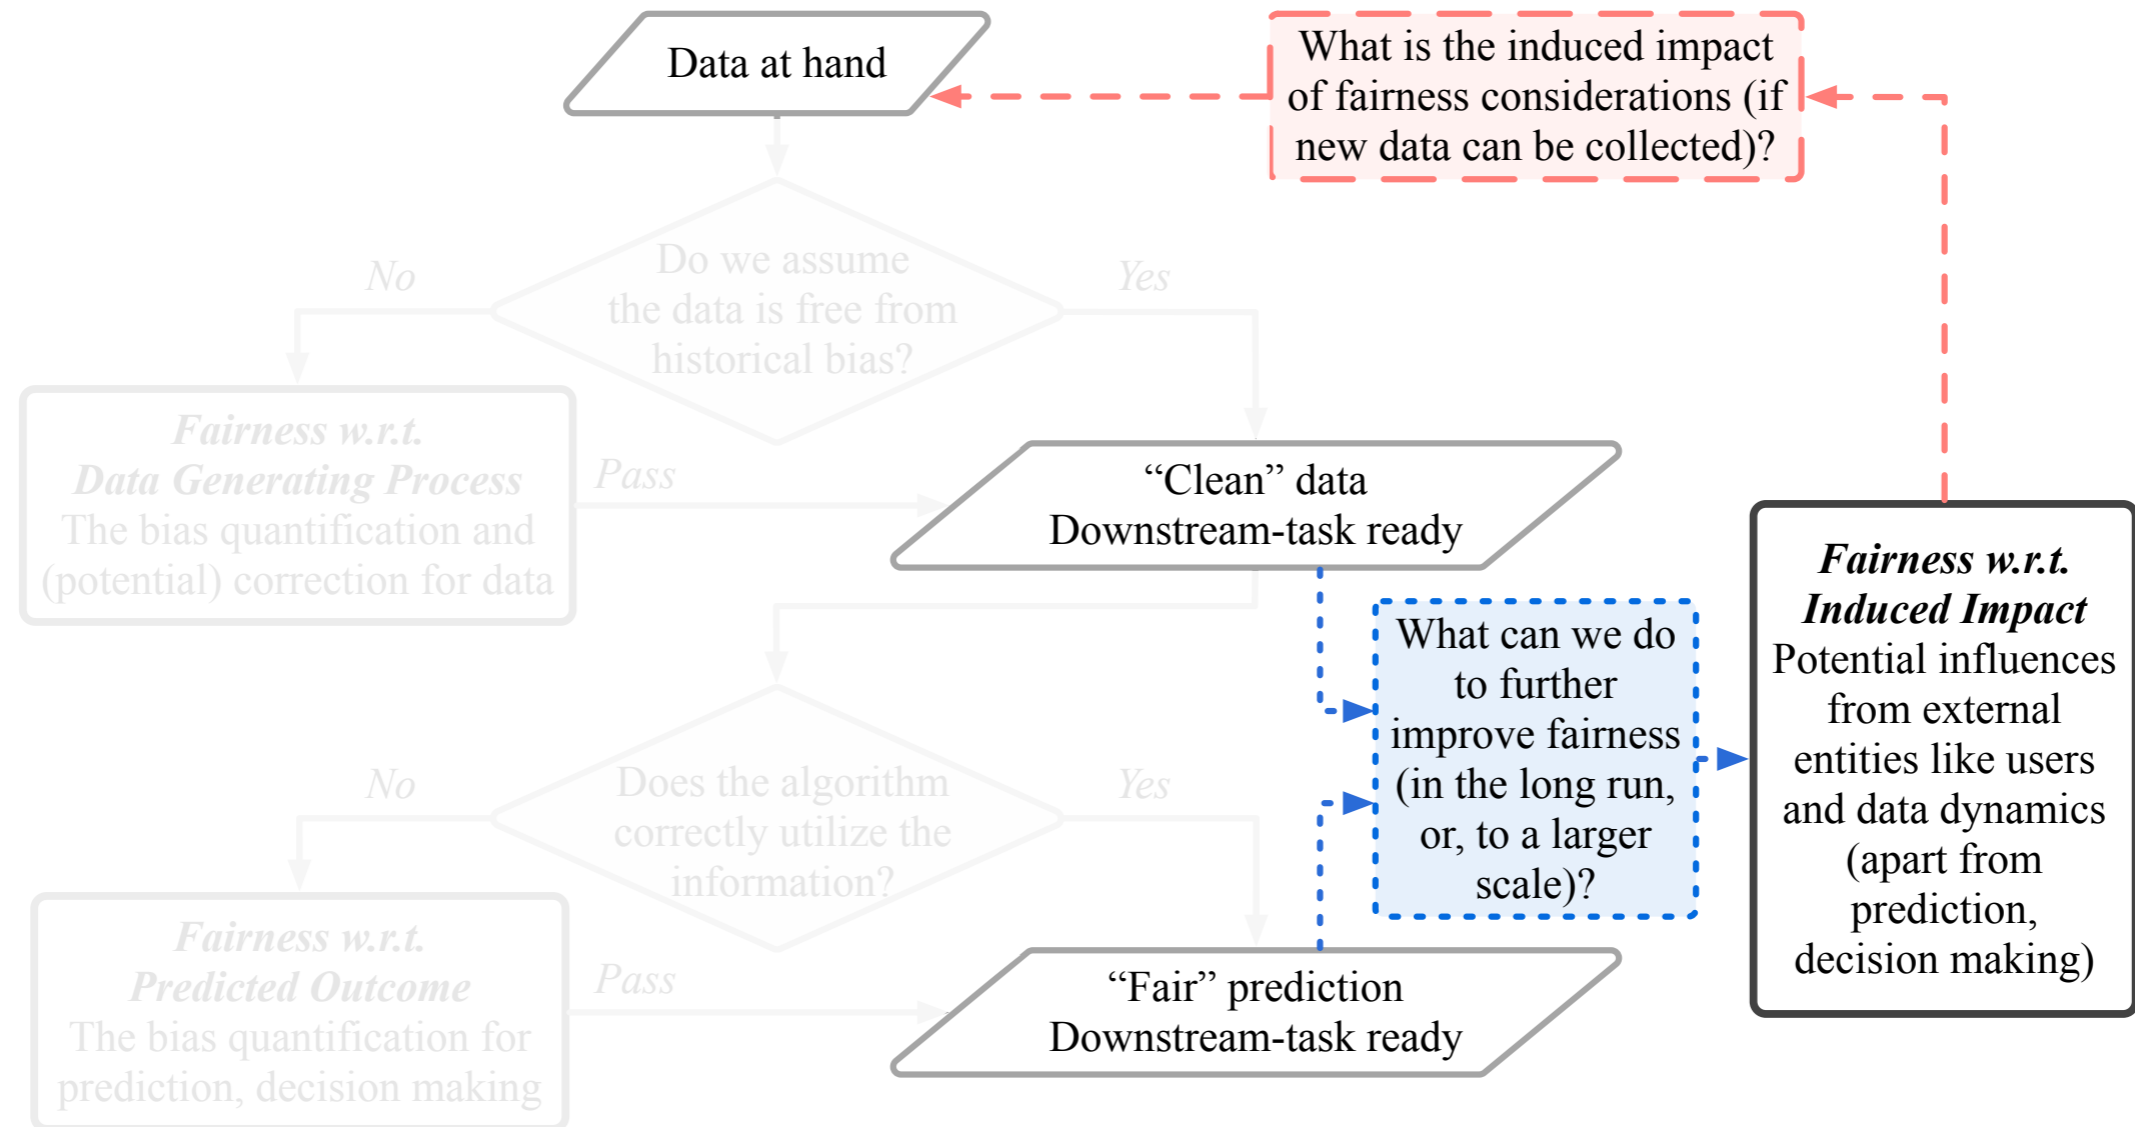 Data at hand
What is the induced impact
of fairness considerations (if
new data can be collected)?
Do we assume
the data is free from
historical bias?
No
Yes
Fairness w.r.t.
Data Generating Process
The bias quantification and
(potential) correction for data
Pass
“Clean” data
Downstream-task ready
What can we do
to further
improve fairness
(in the long run,
or, to a larger
scale)?
Fairness w.r.t.
Induced Impact
Potential influences
from external
entities like users
and data dynamics
(apart from
prediction,
decision making)
Does the algorithm
correctly utilize the
information?
No
Yes
Fairness w.r.t.
Predicted Outcome
The bias quantification for
prediction, decision making
Pass
“Fair” prediction
Downstream-task ready